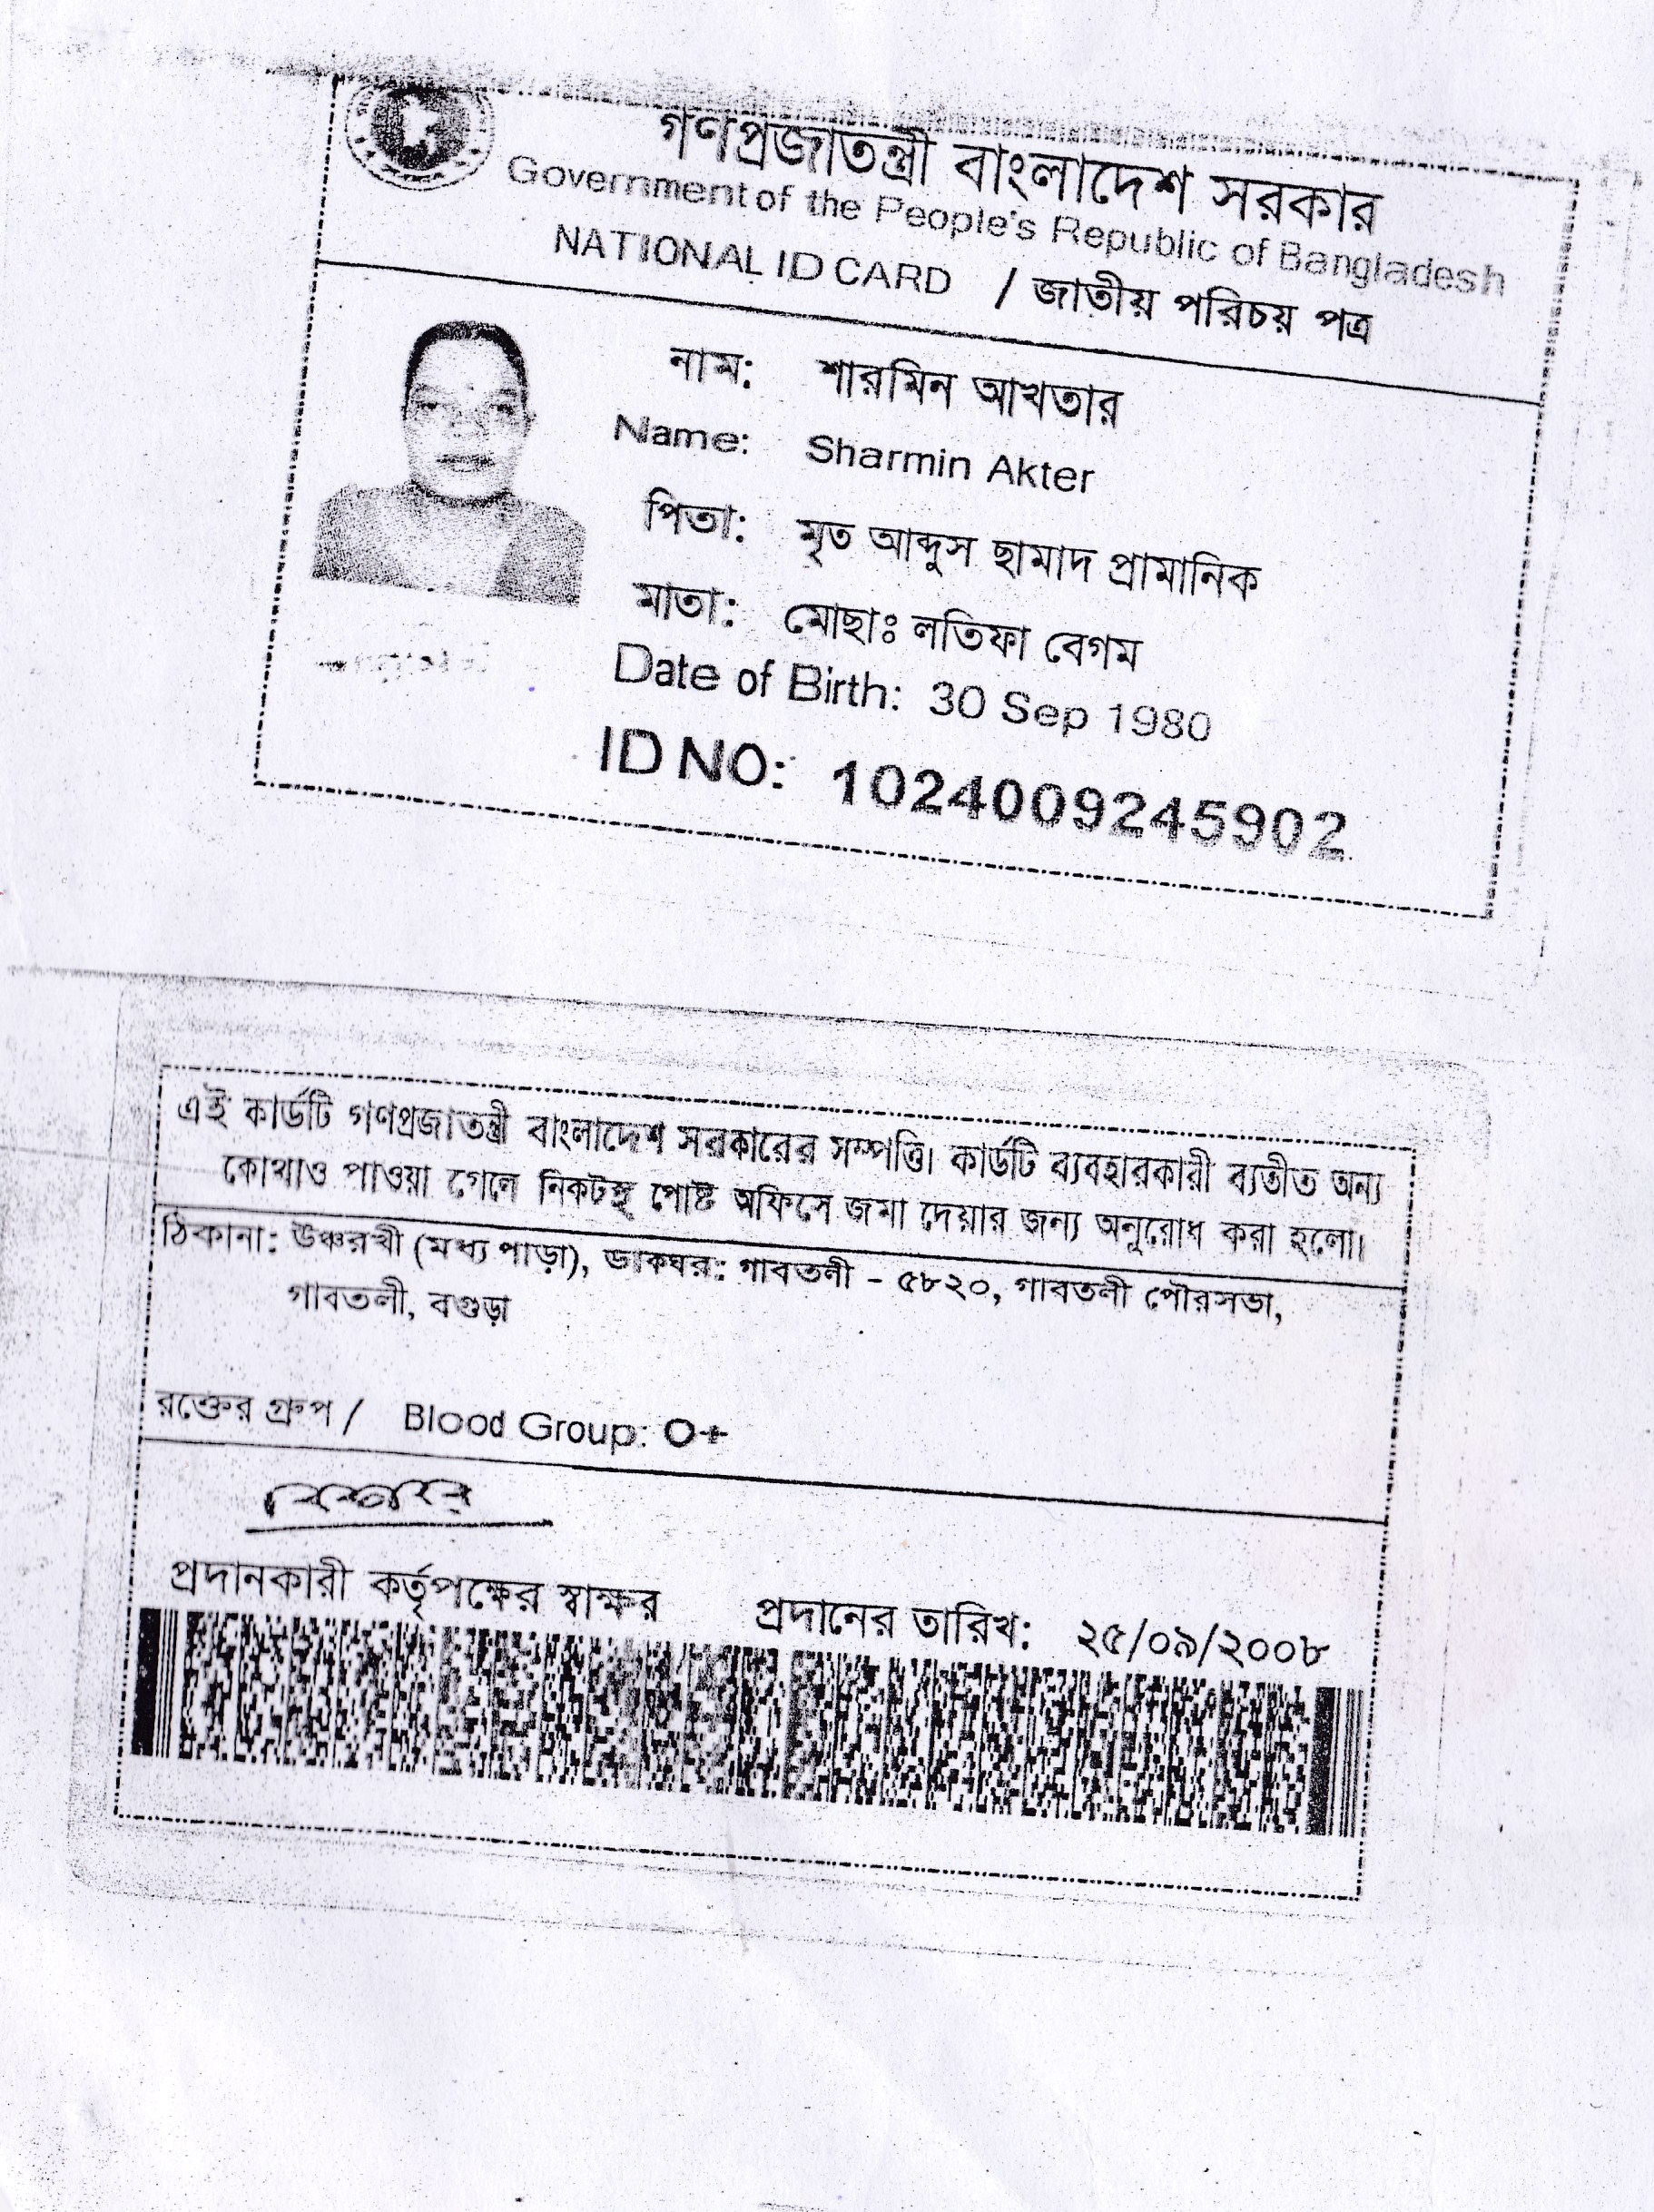 গণপ্রজাতন্ত্রী বাংলাদেশ সরকার
Government of the People's Republic of Bangladesh
NATIONAL ID CARD / জাতীয় পরিচয় পত্র
নাম: শারমিন আখতার
Name: Sharmin Akter
পিতা: মৃত আব্দুস ছামাদ প্রামানিক
মাতা: মোছাঃ লতিফা বেগম
Date of Birth: 30 Sep 1980
ID NO: 1024009245902
এই কার্ডটি গণপ্রজাতন্ত্রী বাংলাদেশ সরকারের সম্পত্তি। কার্ডটি ব্যবহারকারী ব্যতীত অন্য
কোথাও পাওয়া গেলে নিকটস্থ পোষ্ট অফিসে জমা দেয়ার জন্য অনুরোধ করা হলো।
ঠিকানা: উঞ্চরখী (মধ্য পাড়া), ডাকঘর: গাবতলী - ৫৮২০, গাবতলী পৌরসভা,
গাবতলী, বগুড়া
রক্তের গ্রুপ / Blood Group: O+
প্রদানকারী কর্তৃপক্ষের স্বাক্ষর প্রদানের তারিখ: ২৫/০৯/২০০৮